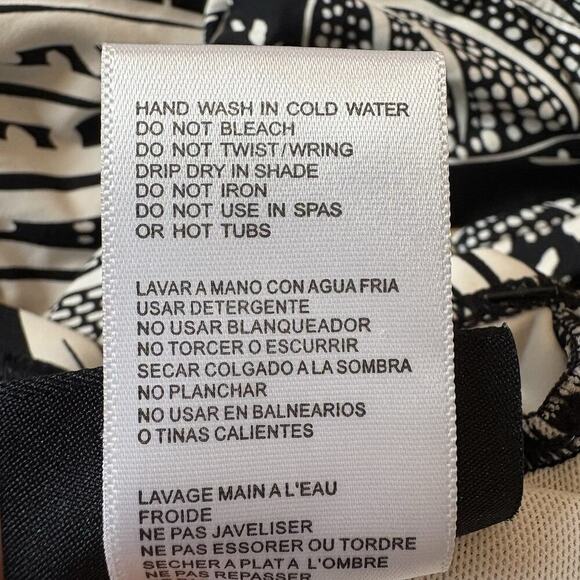 HAND WASH IN COLD WATER
DO NOT BLEACH
DO NOT TWIST/WRING
DRIP DRY IN SHADE
DO NOT IRON
DO NOT USE IN SPAS
OR HOT TUBS
LAVAR A MANO CON AGUA FRIA
USAR DETERGENTE
NO USAR BLANQUEADOR
NO TORCER O ESCURRIR
SECAR COLGADO A LA SOMBRA
NO PLANCHAR
NO USAR EN BALNEARIOS
O TINAS CALIENTES
LAVAGE MAIN A L'EAU
FROIDE
NE PAS JAVELISER
NE PAS ESSORER OU TORDRE
SECHER A PLAT A L'OMBRE
NE PAS REPASSER